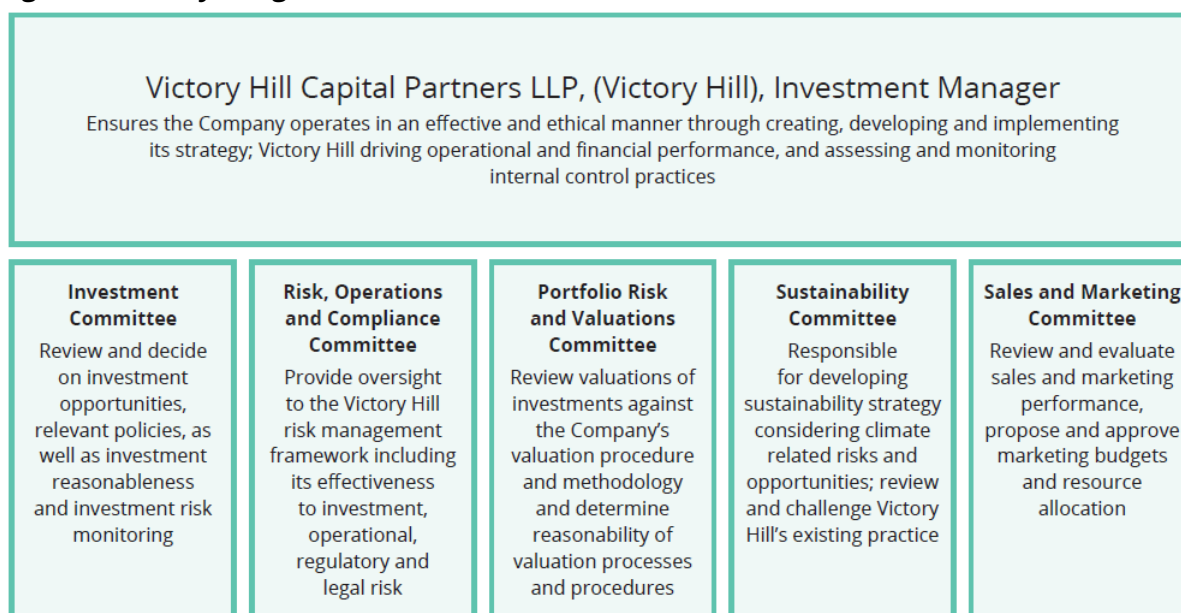 Victory Hill Capital Partners LLP, (Victory Hill), Investment Manager
Ensures the Company operates in an effective and ethical manner through creating, developing and implementing
its strategy; Victory Hill driving operational and financial performance, and assessing and monitoring
internal control practices
Investment
Committee
Review and decide
on investment
opportunities,
relevant policies, as
well as investment
reasonableness
and investment risk
monitoring
Risk, Operations
and Compliance
Committee
Provide oversight
to the Victory Hill
risk management
framework including
its effectiveness
to investment,
operational,
regulatory and
legal risk
Portfolio Risk
and Valuations
Committee
Review valuations of
investments against
the Company’s
valuation procedure
and methodology
and determine
reasonability of
valuation processes
and procedures
Sustainability
Committee
Responsible
for developing
sustainability strategy
considering climate
related risks and
opportunities; review
and challenge Victory
Hill’s existing practice
Sales and Marketing
Committee
Review and evaluate
sales and marketing
performance,
propose and approve
marketing budgets
and resource
allocation